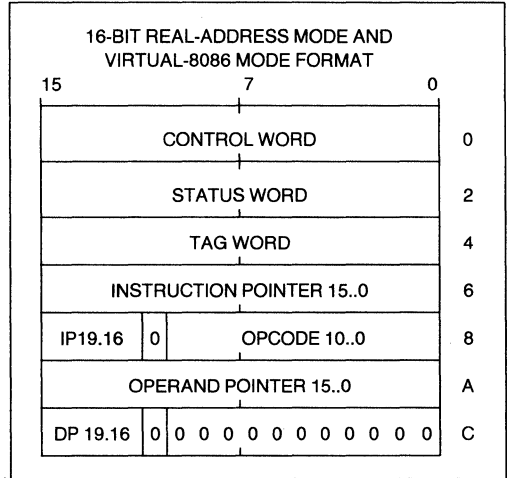 16-BIT REAL-ADDRESS MODE AND
VIRTUAL-8086 MODE FORMAT
15 7 0
CONTROL WORD 0
STATUS WORD 2
TAG WORD 4
INSTRUCTION POINTER 15..0 6
IP19.16 0 OPCODE 10..0 8
OPERAND POINTER 15..0 A
DP 19.16 0 0 0 0 0 0 0 0 0 0 0 0 C